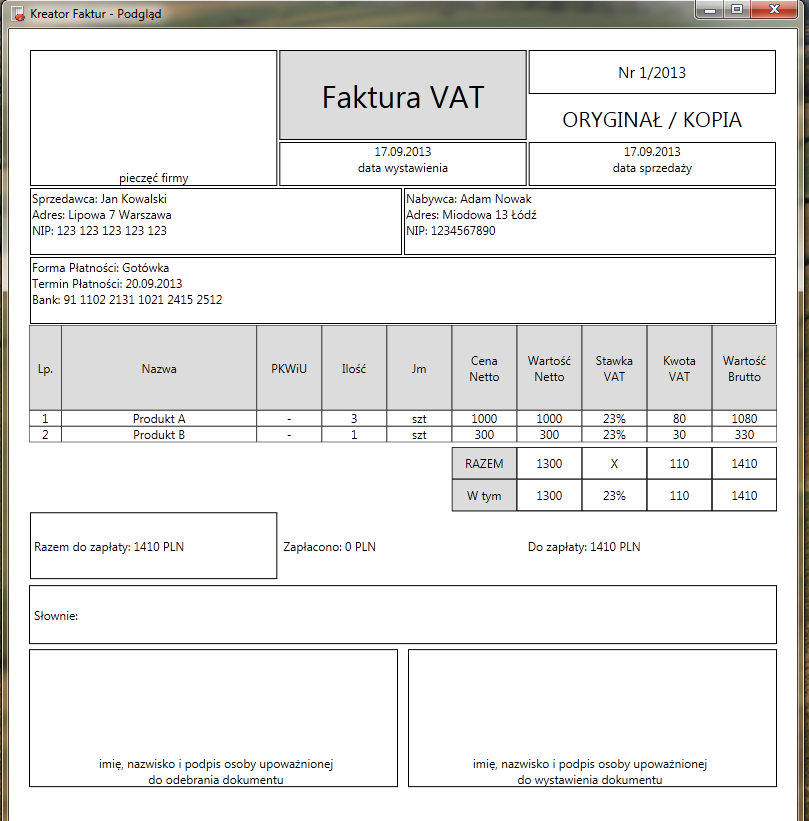 Kreator Faktur - Podgląd
Faktura VAT
Nr 1/2013
ORYGINAŁ / KOPIA
pieczęć firmy
17.09.2013
data wystawienia
17.09.2013
data sprzedaży
Sprzedawca: Jan Kowalski
Adres: Lipowa 7 Warszawa
NIP: 123 123 123 123 123
Nabywca: Adam Nowak
Adres: Miodowa 13 Łódź
NIP: 1234567890
Forma Płatności: Gotówka
Termin Płatności: 20.09.2013
Bank: 91 1102 2131 1021 2415 2512
Lp. Nazwa PKWiU Ilość Jm Cena Netto Wartość Netto Stawka VAT Kwota VAT Wartość Brutto
1 Produkt A - 3 szt 1000 1000 23% 80 1080
2 Produkt B - 1 szt 300 300 23% 30 330
RAZEM 1300 X 110 1410
W tym 1300 23% 110 1410
Razem do zapłaty: 1410 PLN Zapłacono: 0 PLN Do zapłaty: 1410 PLN
Słownie:
imię, nazwisko i podpis osoby upoważnionej
do odebrania dokumentu
imię, nazwisko i podpis osoby upoważnionej
do wystawienia dokumentu